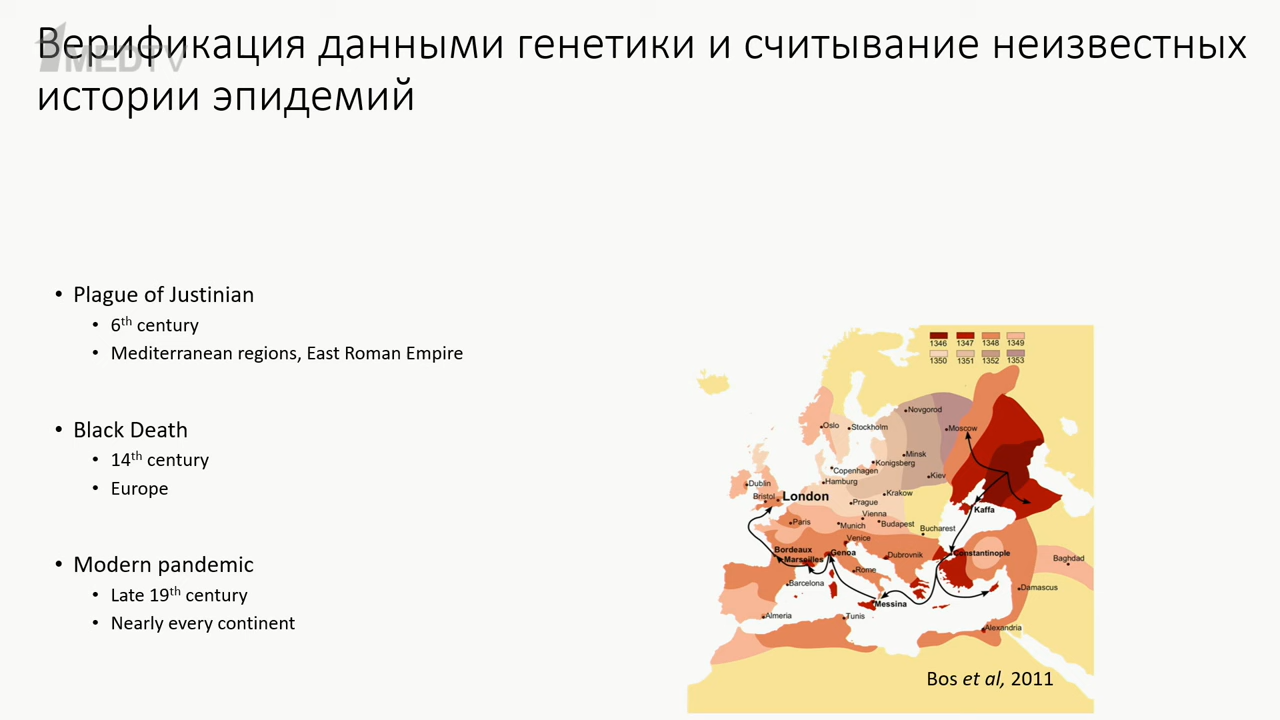 Верификация данными генетики и считывание неизвестных
истории эпидемий
1MEDTV
• Plague of Justinian
• 6th century
• Mediterranean regions, East Roman Empire
• Black Death
• 14th century
• Europe
• Modern pandemic
• Late 19th century
• Nearly every continent
1346 1347 1348 1349
1350 1351 1352 1353
Novgorod
Oslo
Stockholm
Moscow
Minsk
Konigsberg
Copenhagen
Kiev
Dublin
Hamburg
Bristol
London
Krakow
Prague
Kaffa
Vienna
Paris
Munich
Budapest
Bucharest
Venice
Bordeaux
Genoa
Dubrovnik
Constantinople
Marseilles
Baghdad
Rome
Barcelona
Damascus
Messina
Almeria
Tunis
Alexandria
Bos et al, 2011